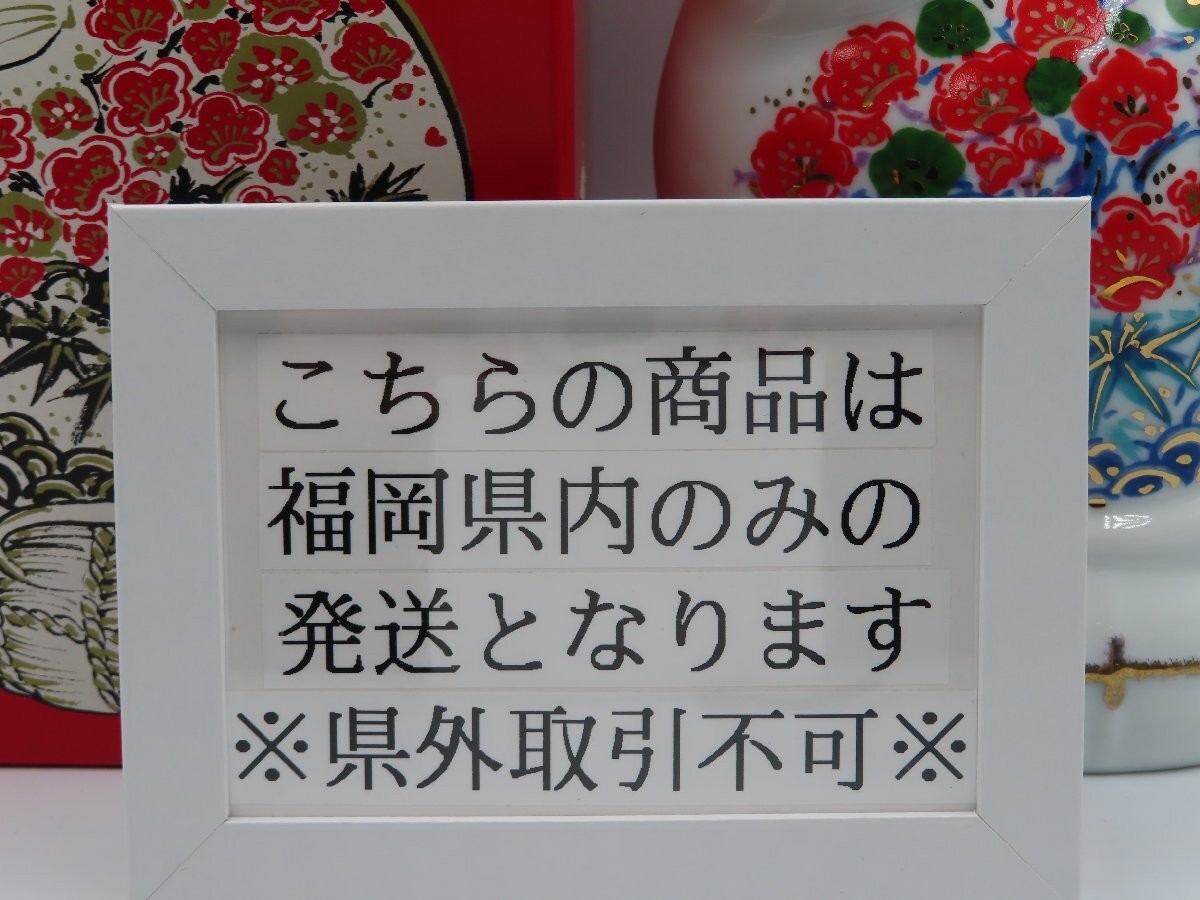 こちらの商品は
福岡県内のみの
発送となります
※県外取引不可※